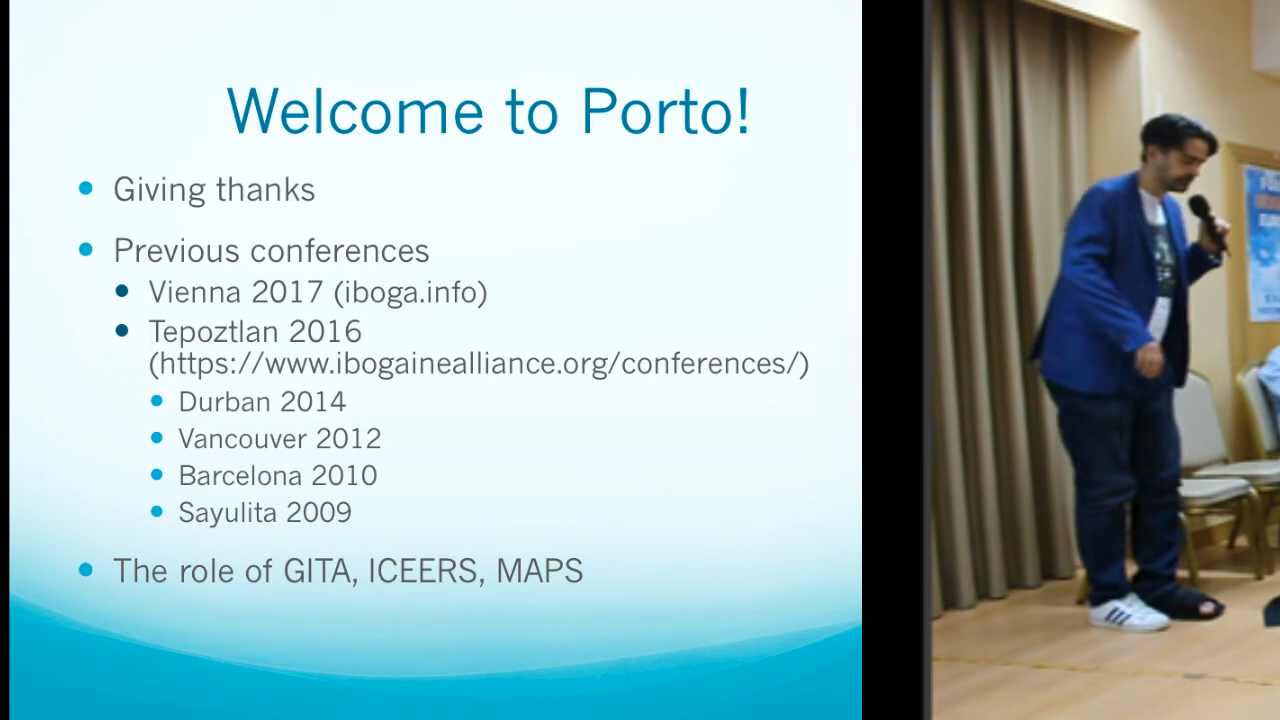 Welcome to Porto!
Giving thanks
Previous conferences
Vienna 2017 (iboga.info)
Tepoztlan 2016
(https://www.ibogainealliance.org/conferences/)
Durban 2014
Vancouver 2012
Barcelona 2010
Sayulita 2009
The role of GITA, ICEERS, MAPS